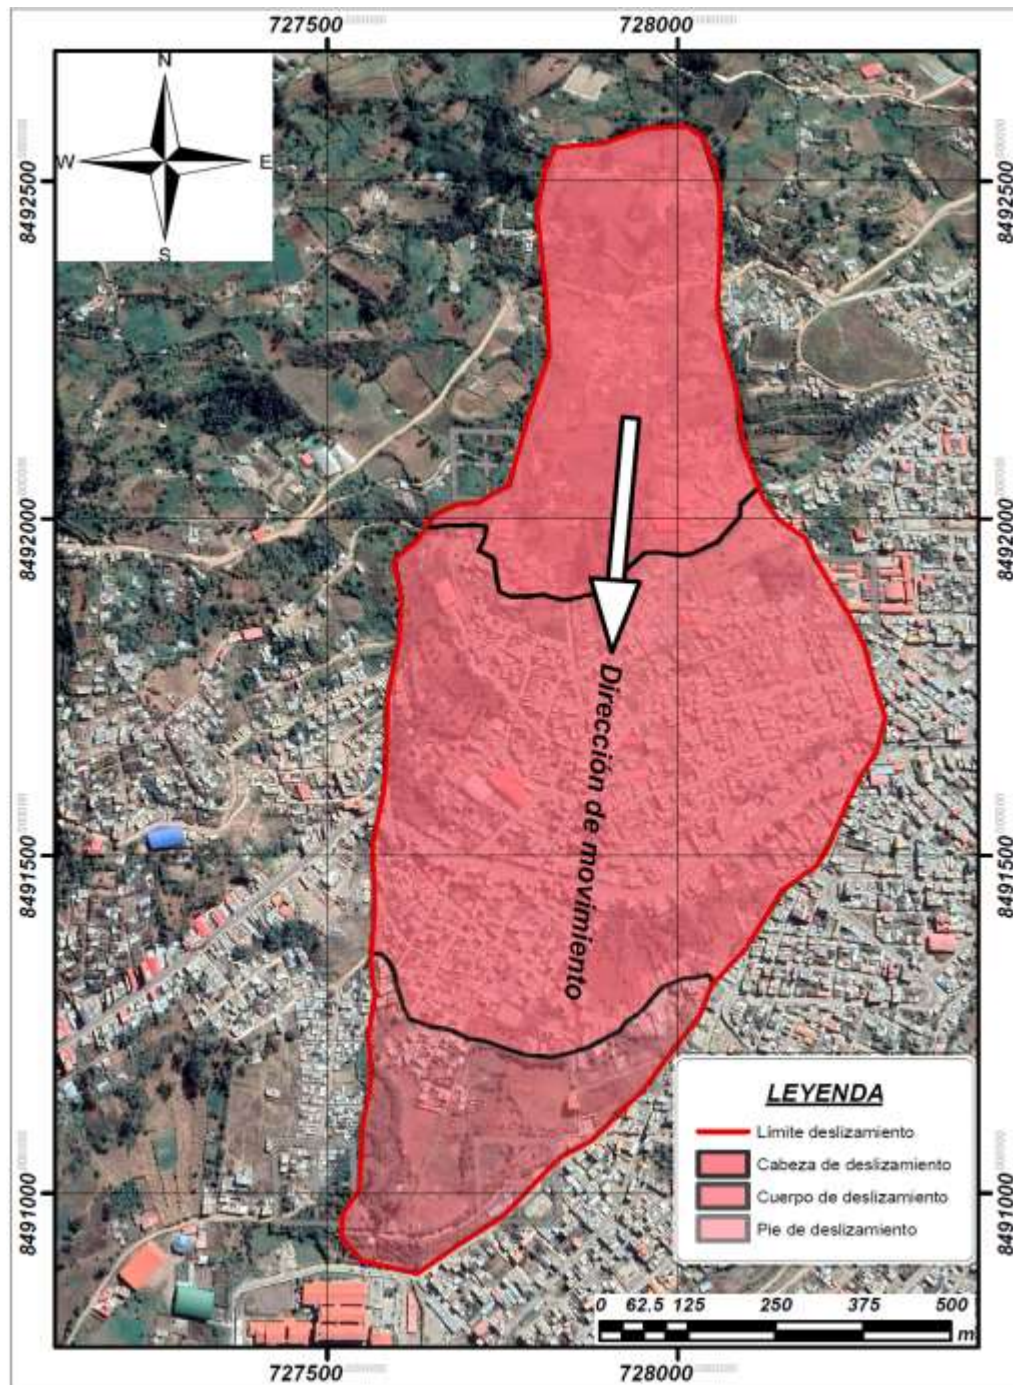 727500
728000
N
W
E
S
8492500
8492500
8492000
8492000
Dirección de movimiento
8491500
8491500
LEYENDA
Límite deslizamiento
Cabeza de deslizamiento
Cuerpo de deslizamiento
Pie de deslizamiento
8491000
8491000
0 62.5 125 250 375 500
m
727500
728000